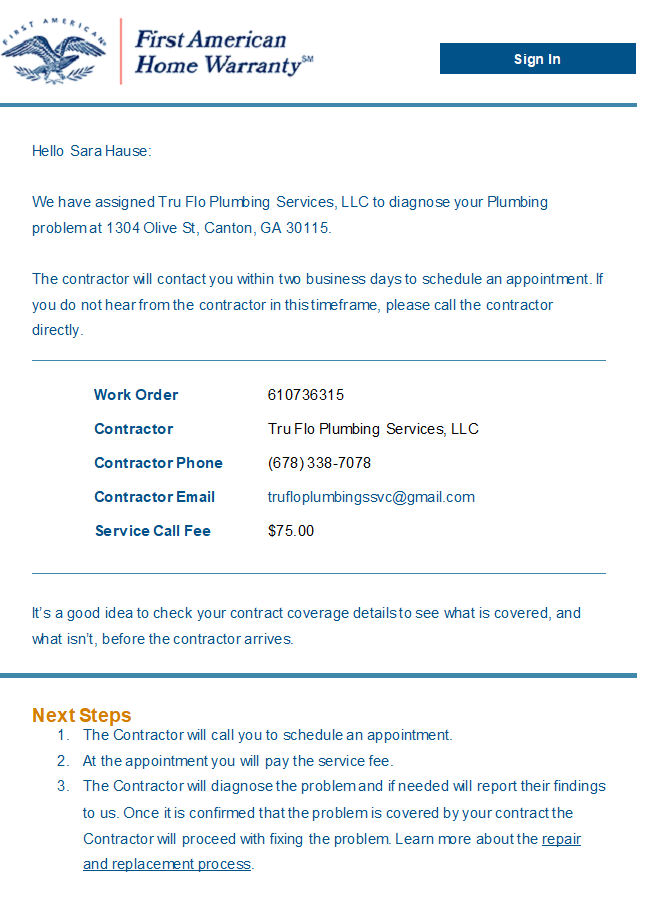 FIRST AMERICAN
First American
Home Warranty℠
Sign In
Hello Sara Hause:
We have assigned Tru Flo Plumbing Services, LLC to diagnose your Plumbing
problem at 1304 Olive St, Canton, GA 30115.
The contractor will contact you within two business days to schedule an appointment. If
you do not hear from the contractor in this timeframe, please call the contractor
directly.
Work Order 610736315
Contractor Tru Flo Plumbing Services, LLC
Contractor Phone (678) 338-7078
Contractor Email trufloplumbingssvc@gmail.com
Service Call Fee $75.00
It's a good idea to check your contract coverage details to see what is covered, and
what isn't, before the contractor arrives.
Next Steps
1. The Contractor will call you to schedule an appointment.
2. At the appointment you will pay the service fee.
3. The Contractor will diagnose the problem and if needed will report their findings
to us. Once it is confirmed that the problem is covered by your contract the
Contractor will proceed with fixing the problem. Learn more about the repair
and replacement process.